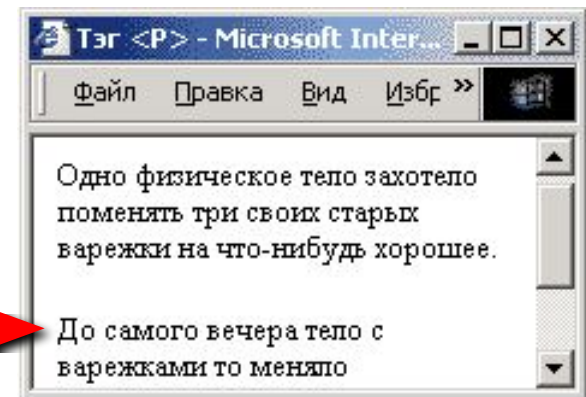 Тэг <P> - Microsoft Inter...
Файл Правка Вид Избр »
Одно физическое тело захотело
поменять три своих старых
варежки на что-нибудь хорошее.
До самого вечера тело с
варежками то меняло